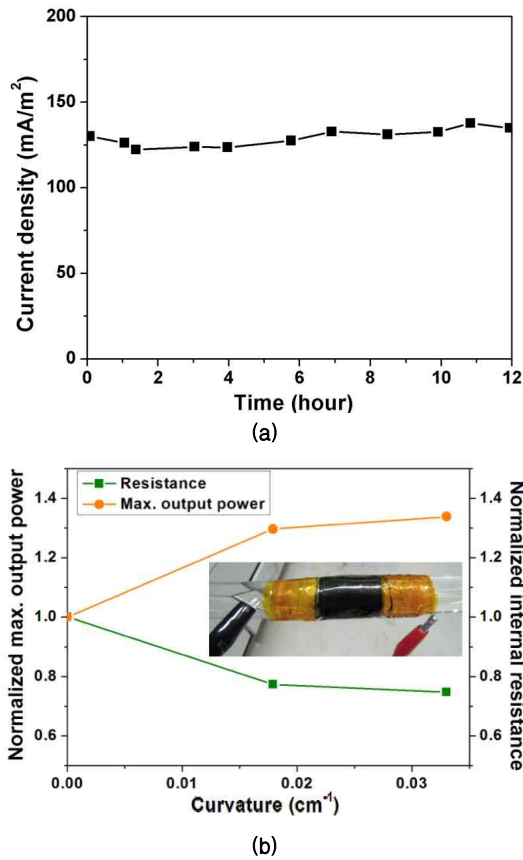 200
150
100
50
0
Current density (mA/m²)
0 2 4 6 8 10 12
Time (hour)
(a)
Resistance
Max. output power
1.4
1.2
1.0
0.8
0.6
1.4
1.2
1.0
0.8
0.6
Normalized max. output power
Normalized internal
resistance
0.00 0.01 0.02 0.03
Curvature (cm⁻¹)
(b)